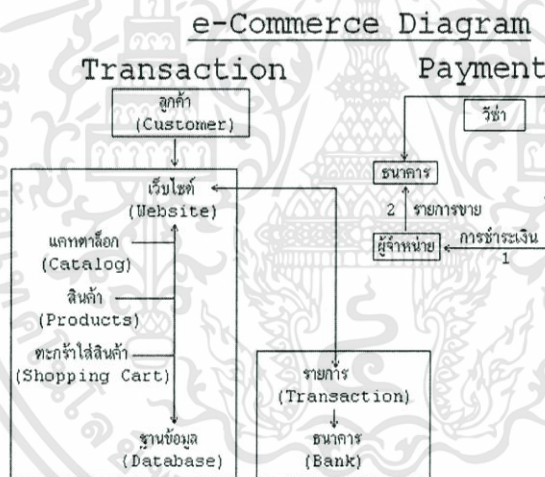 e-Commerce Diagram
Transaction
Payment
ลูกค้า
(Customer)
เว็บไซต์
(Website)
แคทตาล็อก
(Catalog)
สินค้า
(Products)
ตะกร้าใส่สินค้า
(Shopping Cart)
ฐานข้อมูล
(Database)
รายการ
(Transaction)
ธนาคาร
(Bank)
วีซ่า
ธนาคาร
2 รายการขาย
ผู้จำหน่าย
การชำระเงิน
1